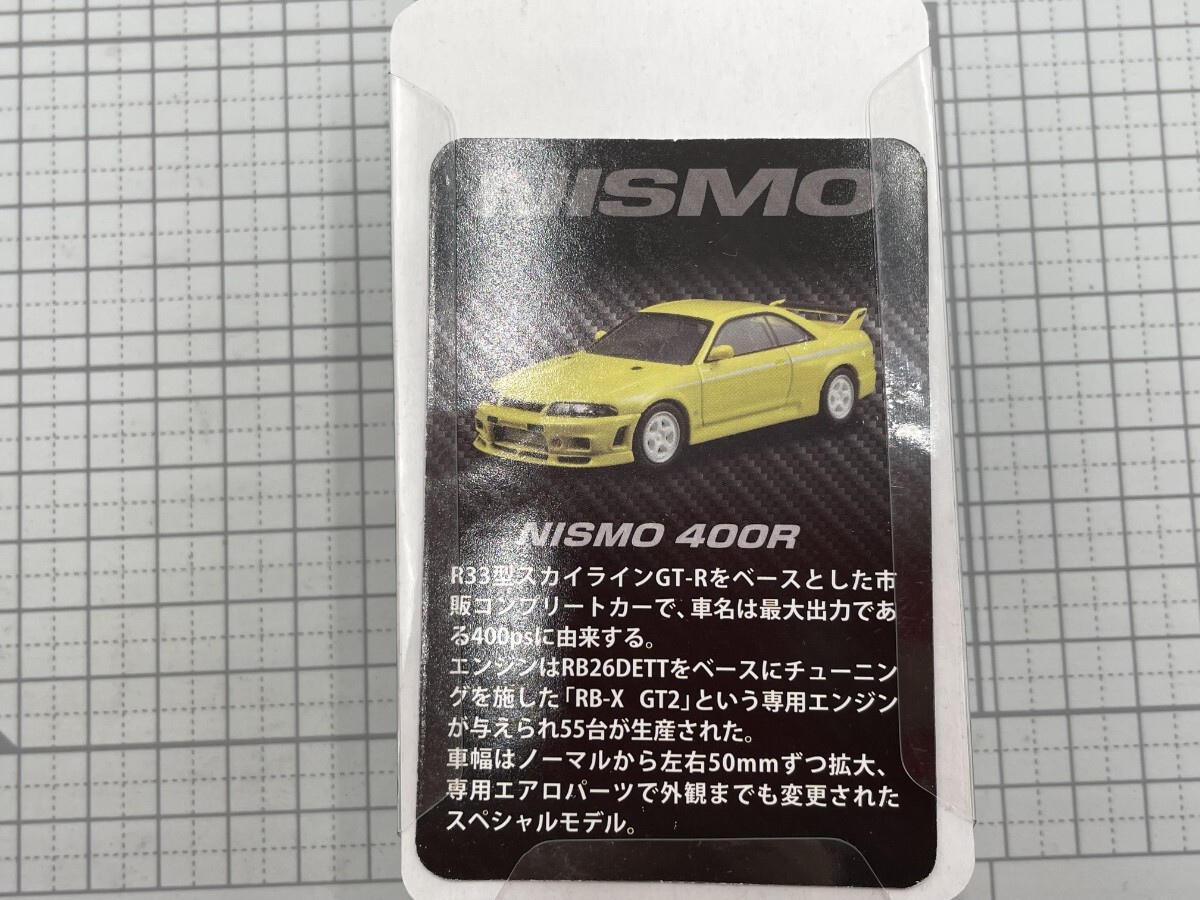 NISMO
NISMO 400R
R33型スカイラインGT-Rをベースとした市
販コンプリートカーで、車名は最大出力であ
る400psに由来する。
エンジンはRB26DETTをベースにチューニン
グを施した「RB-X GT2」という専用エンジン
が与えられ55台が生産された。
車幅はノーマルから左右50mmずつ拡大、
専用エアロパーツで外観までも変更された
スペシャルモデル。